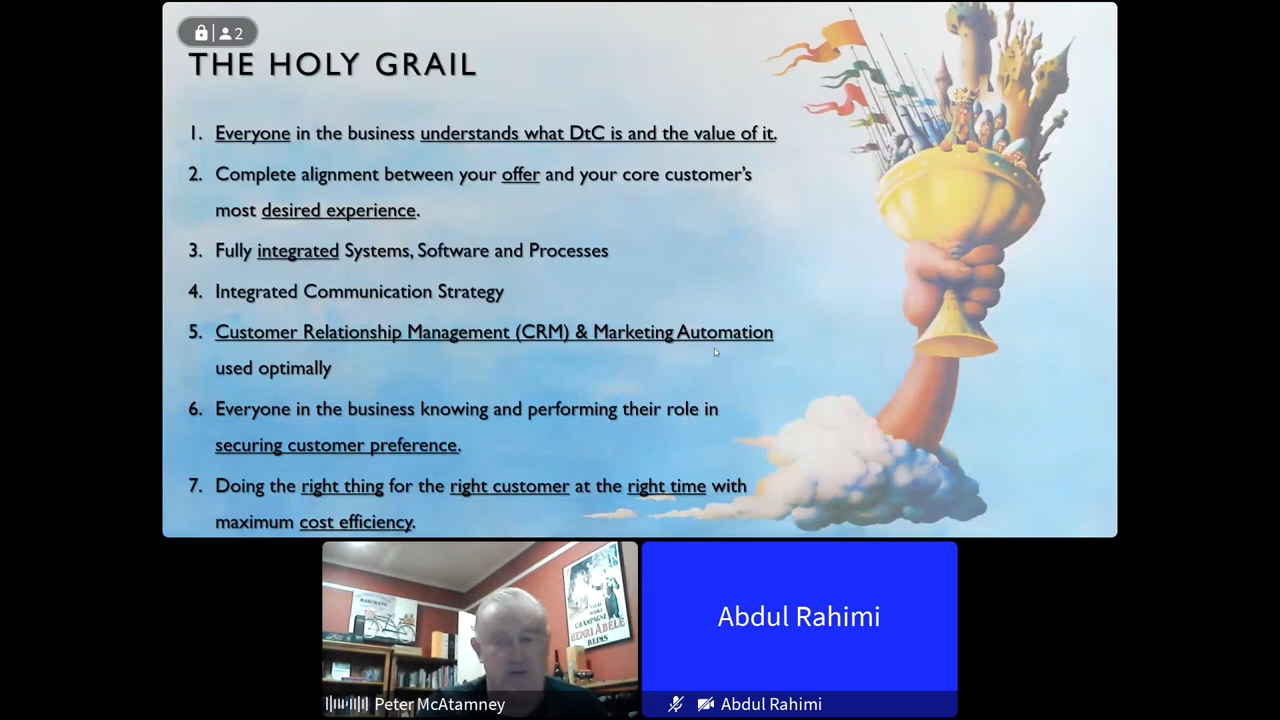 2
THE HOLY GRAIL
1. Everyone in the business understands what DtC is and the value of it.
2. Complete alignment between your offer and your core customer's
most desired experience.
3. Fully integrated Systems, Software and Processes
4. Integrated Communication Strategy
5. Customer Relationship Management (CRM) & Marketing Automation
used optimally
6. Everyone in the business knowing and performing their role in
securing customer preference.
7. Doing the right thing for the right customer at the right time with
maximum cost efficiency.
CHAMPAGNE
HENRI ABELÉ
REIMS
Peter McAtamney
Abdul Rahimi
Abdul Rahimi